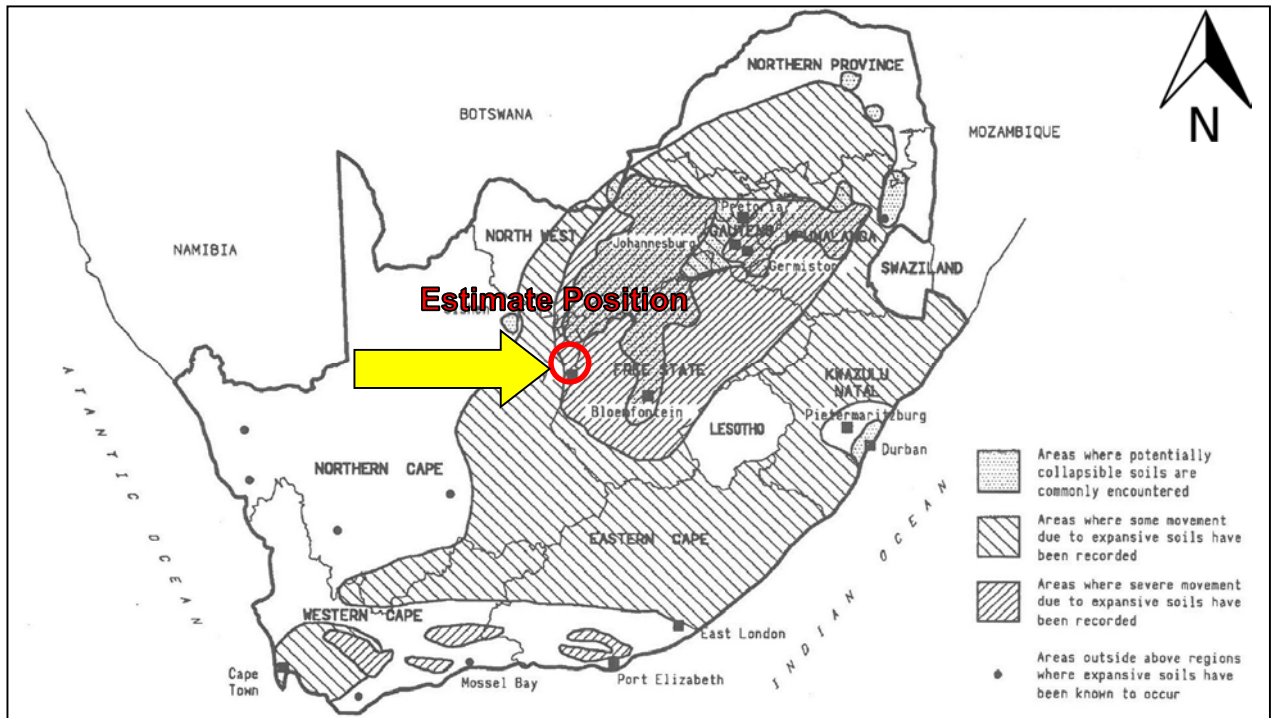 NORTHERN PROVINCE
BOTSWANA
MOZAMBIQUE
N
NAMIBIA
NORTH WEST
Pretoria
GAUTENG
MPUMALANGA
Johannesburg
Germiston
SWAZILAND
Estimate Position
FREE STATE
Bloemfontein
KWAZULU
NATAL
Pietermaritzburg
LESOTHO
Durban
ATANTIC OCEAN
NORTHERN CAPE
EASTERN CAPE
INDIAN OCEAN
WESTERN CAPE
East London
Cape
Town
Mossel Bay
Port Elizabeth
Areas where potentially
collapsible soils are
commonly encountered
Areas where some movement
due to expansive soils have
been recorded
Areas where severe movement
due to expansive soils have
been recorded
Areas outside above regions
where expansive soils have
been known to occur